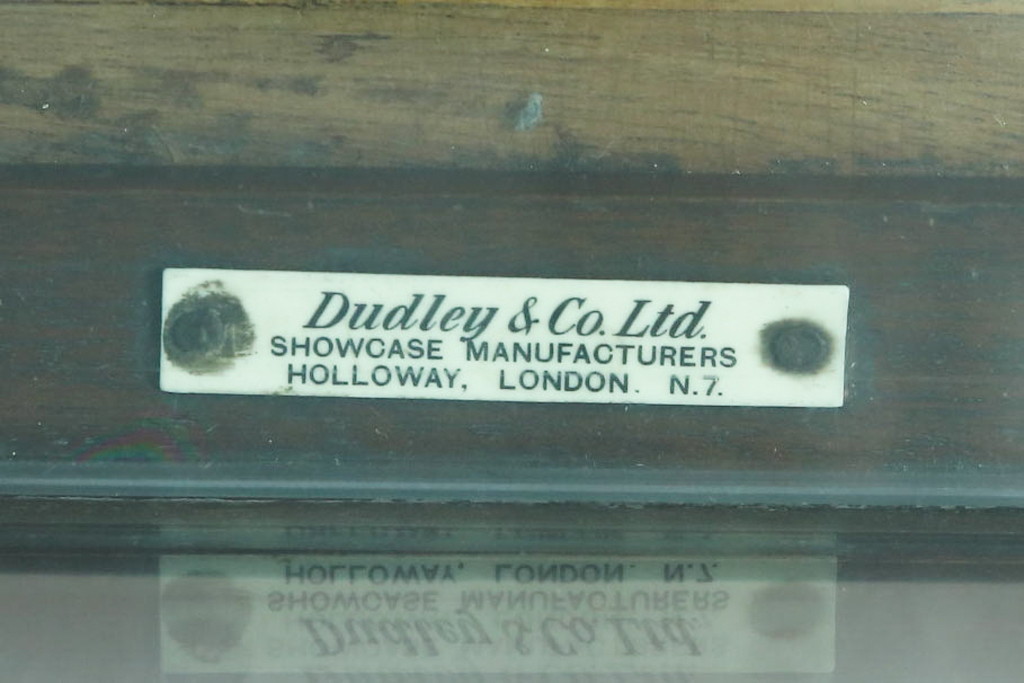 Dudley & Co. Ltd.
SHOWCASE MANUFACTURERS
HOLLOWAY, LONDON. N.7.